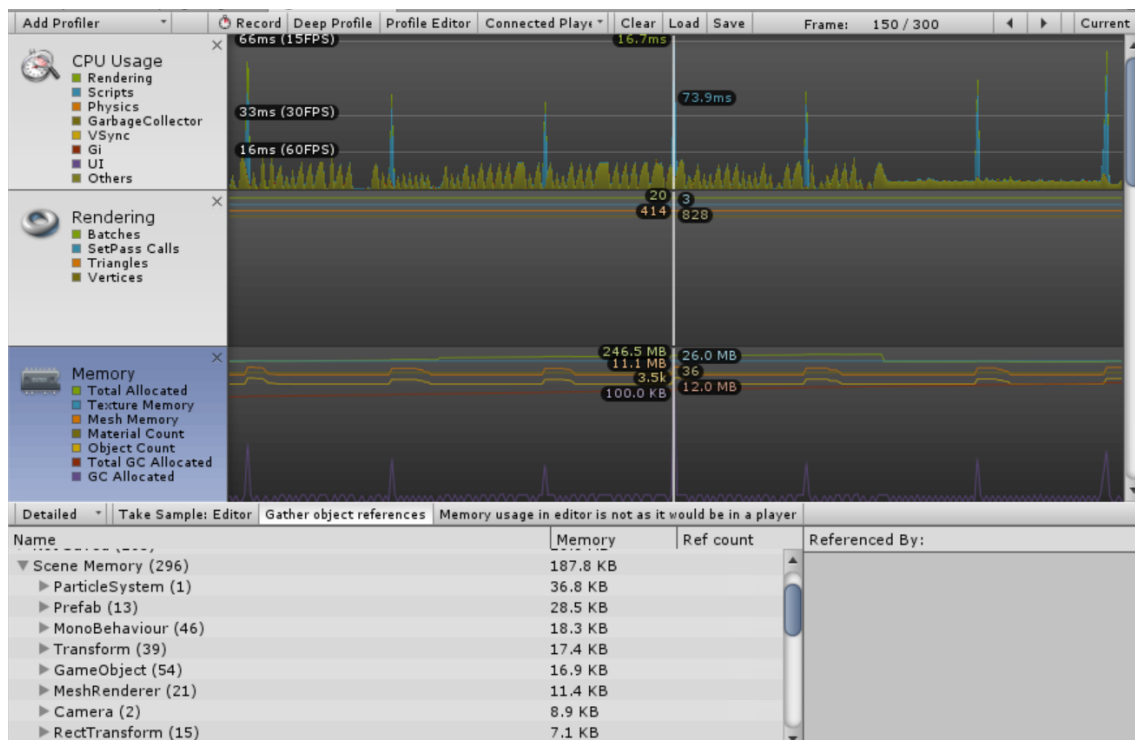 Add Profiler Record Deep Profile Profile Editor Connected Playe Clear Load Save Frame: 150 / 300 Current
CPU Usage
Rendering
Scripts
Physics
GarbageCollector
VSync
Gi
UI
Others
66ms (15FPS)
16.7ms
73.9ms
33ms (30FPS)
16ms (60FPS)
Rendering
Batches
SetPass Calls
Triangles
Vertices
20 3
414 828
Memory
Total Allocated
Texture Memory
Mesh Memory
Material Count
Object Count
Total GC Allocated
GC Allocated
246.5 MB 26.0 MB
11.1 MB 36
3.5k 12.0 MB
100.0 KB
Detailed Take Sample: Editor Gather object references Memory usage in editor is not as it would be in a player
Name Memory Ref count Referenced By:
Scene Memory (296) 187.8 KB
ParticleSystem (1) 36.8 KB
Prefab (13) 28.5 KB
MonoBehaviour (46) 18.3 KB
Transform (39) 17.4 KB
GameObject (54) 16.9 KB
MeshRenderer (21) 11.4 KB
Camera (2) 8.9 KB
RectTransform (15) 7.1 KB